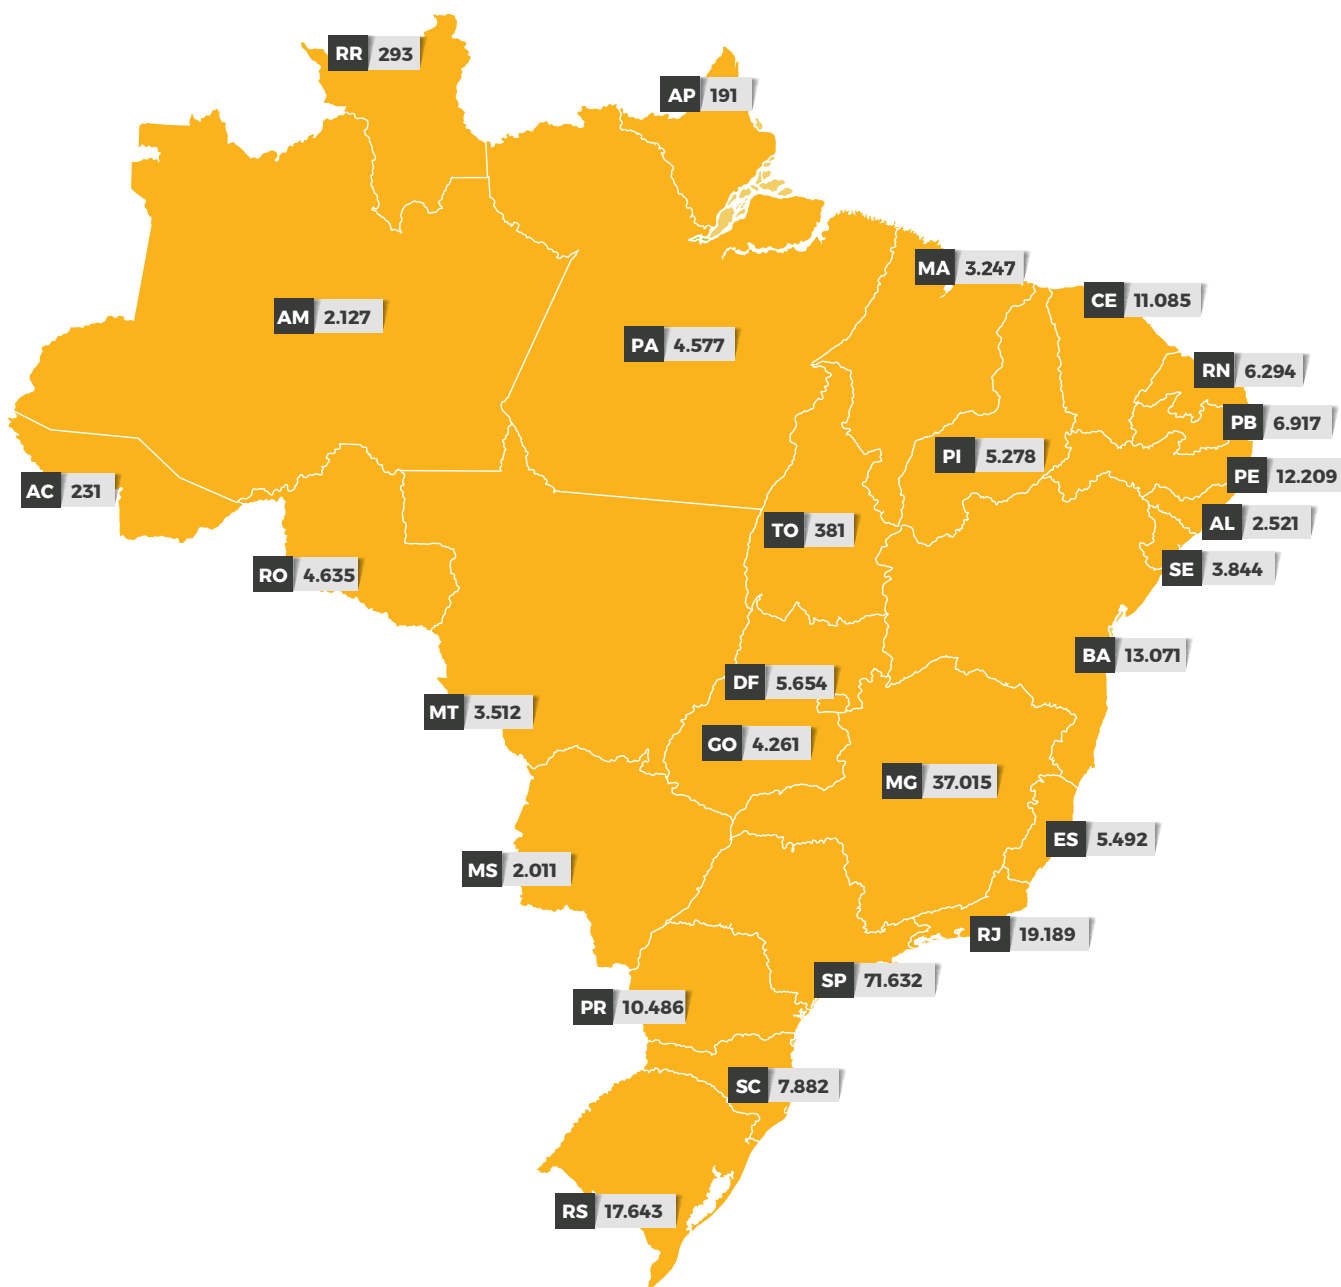 RR 293
AP 191
MA 3.247
CE 11.085
AM 2.127
PA 4.577
RN 6.294
PB 6.917
PI 5.278
PE 12.209
AC 231
AL 2.521
TO 381
SE 3.844
RO 4.635
BA 13.071
DF 5.654
MT 3.512
GO 4.261
MG 37.015
ES 5.492
MS 2.011
RJ 19.189
SP 71.632
PR 10.486
SC 7.882
RS 17.643